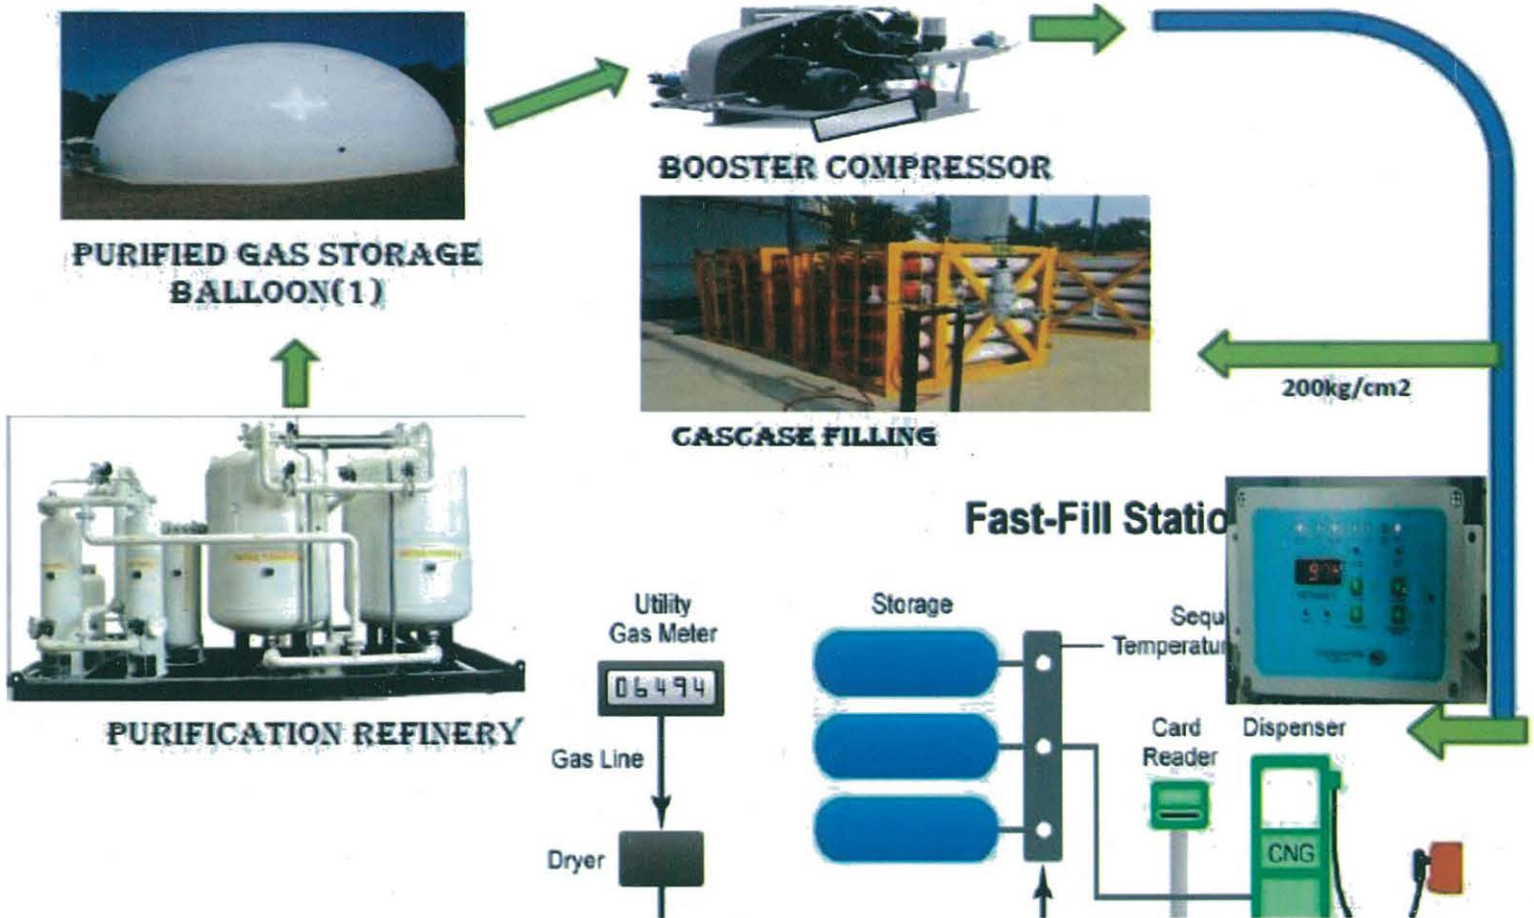 BOOSTER COMPRESSOR
PURIFIED GAS STORAGE
BALLOON(1)
200kg/cm2
CASCASE FILLING
Fast-Fill Statio
Utility
Gas Meter
06494
Storage
Sequ
Temperatur
PURIFICATION REFINERY
Gas Line
Card
Reader
Dispenser
Dryer
CNG